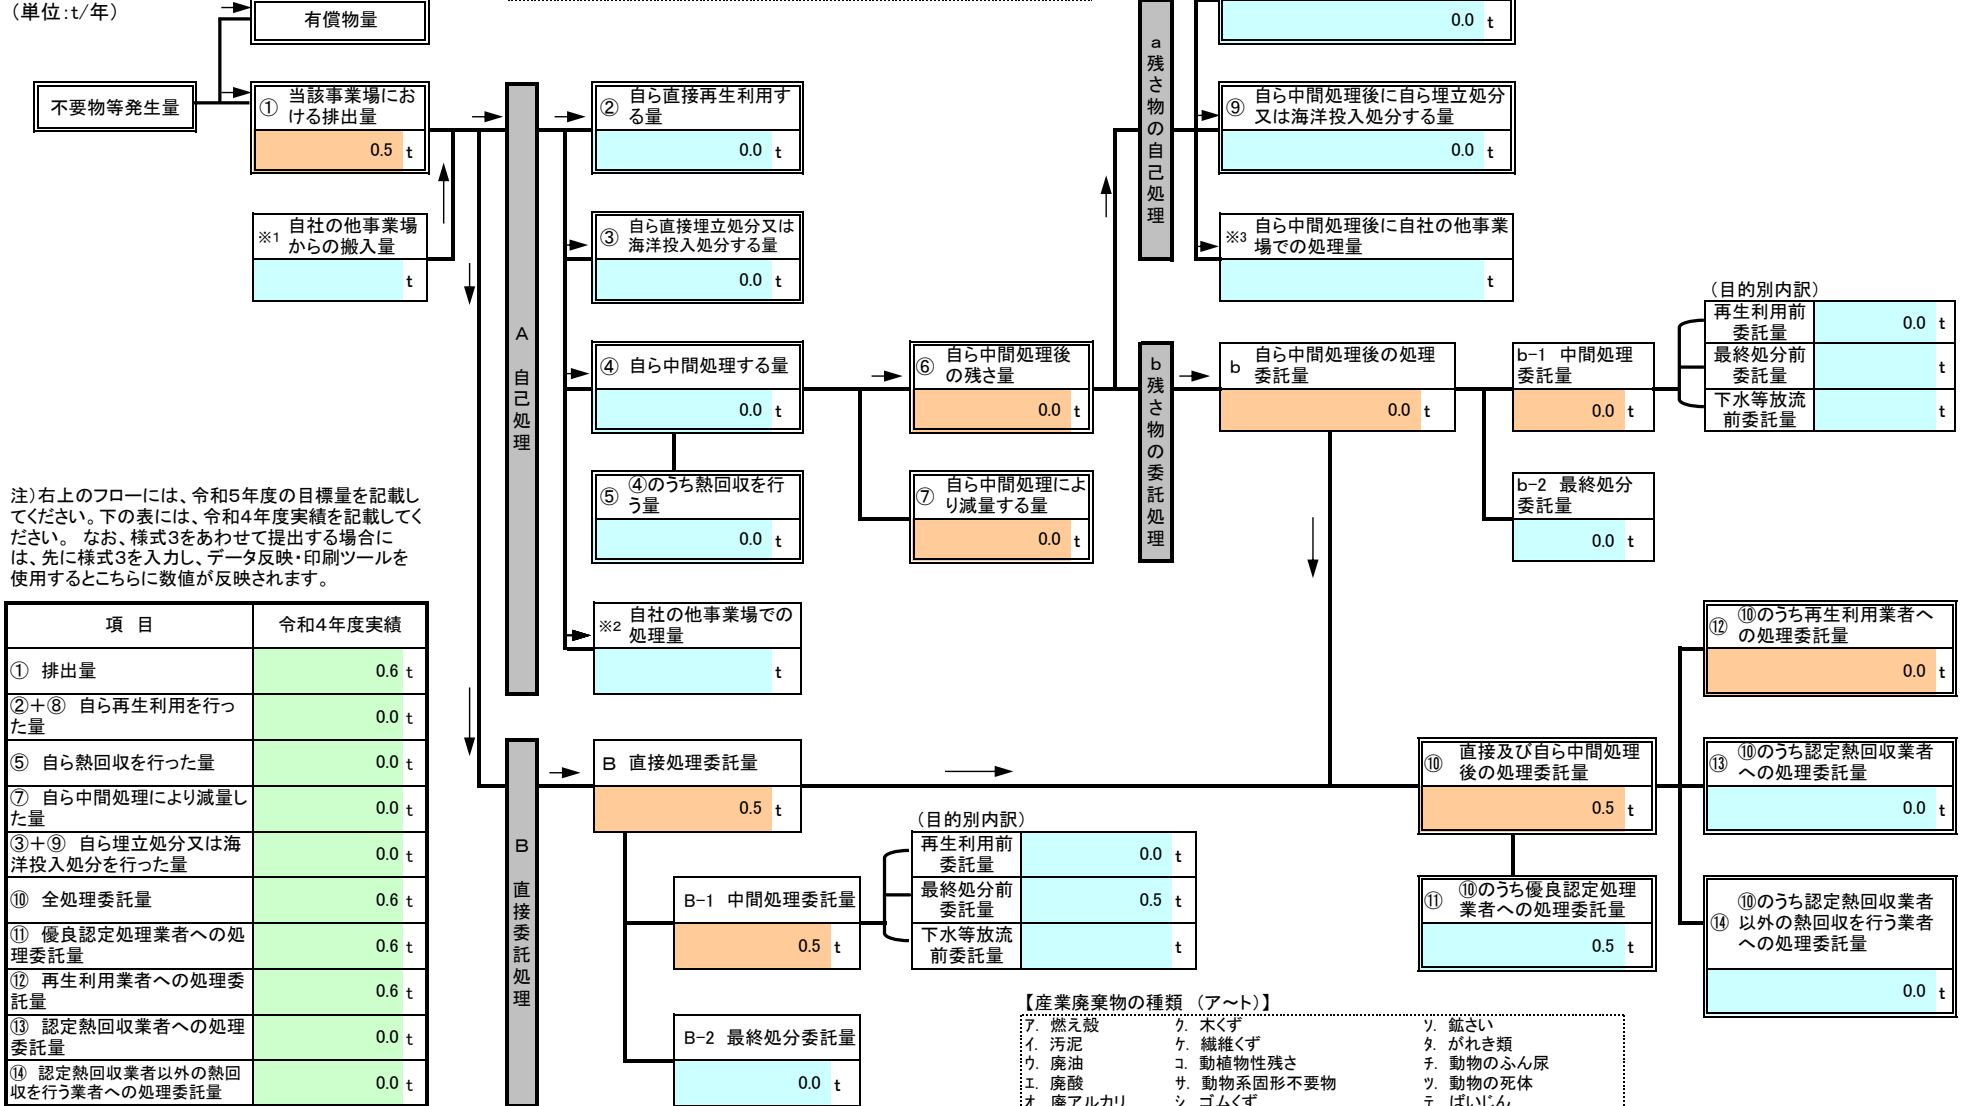 （単位:t/年）
有償物量
0.0 t
不要物等発生量
① 当該事業場にお
ける排出量
0.5 t
※1 自社の他事業場
からの搬入量
t
A 自己処理
② 自ら直接再生利用す
る量
0.0 t
③ 自ら直接埋立処分又は
海洋投入処分する量
0.0 t
④ 自ら中間処理する量
0.0 t
⑤ ④のうち熱回収を行
う量
0.0 t
※2 自社の他事業場での
処理量
t
⑥ 自ら中間処理後
の残さ量
0.0 t
⑦ 自ら中間処理によ
り減量する量
0.0 t
a 残さ物の自己処理
⑨ 自ら中間処理後に自ら埋立処分
又は海洋投入処分する量
0.0 t
※3 自ら中間処理後に自社の他事業
場での処理量
t
b 残さ物の委託処理
b 自ら中間処理後の処理
委託量
0.0 t
b-1 中間処理
委託量
0.0 t
（目的別内訳）
再生利用前
委託量
0.0 t
最終処分前
委託量
t
下水等放流
前委託量
t
b-2 最終処分
委託量
0.0 t
注）右上のフローには、令和５年度の目標量を記載し
てください。下の表には、令和４年度実績を記載してく
ださい。 なお、様式３をあわせて提出する場合に
は、先に様式３を入力し、データ反映・印刷ツールを
使用するとこちらに数値が反映されます。
項 目 令和４年度実績
① 排出量 0.6 t
②＋⑧ 自ら再生利用を行っ
た量
0.0 t
⑤ 自ら熱回収を行った量 0.0 t
⑦ 自ら中間処理により減量し
た量
0.0 t
③＋⑨ 自ら埋立処分又は海
洋投入処分を行った量
0.0 t
⑩ 全処理委託量 0.6 t
⑪ 優良認定処理業者への処
理委託量
0.6 t
⑫ 再生利用業者への処理委
託量
0.6 t
⑬ 認定熱回収業者への処理
委託量
0.0 t
⑭ 認定熱回収業者以外の熱回
収を行う業者への処理委託量
0.0 t
B 直接委託処理
B 直接処理委託量
0.5 t
B-1 中間処理委託量
0.5 t
（目的別内訳）
再生利用前
委託量
0.0 t
最終処分前
委託量
0.5 t
下水等放流
前委託量
t
B-2 最終処分委託量
0.0 t
⑩ 直接及び自ら中間処理
後の処理委託量
0.5 t
⑪ ⑩のうち優良認定処理
業者への処理委託量
0.5 t
⑫ ⑩のうち再生利用業者へ
の処理委託量
0.0 t
⑬ ⑩のうち認定熱回収業者
への処理委託量
0.0 t
⑭ ⑩のうち認定熱回収業者
以外の熱回収を行う業者
への処理委託量
0.0 t
【産業廃棄物の種類 （ア～ト）】
ア. 燃え殻 ク. 木くず ソ. 鉱さい
イ. 汚泥 ケ. 繊維くず タ. がれき類
ウ. 廃油 コ. 動植物性残さ チ. 動物のふん尿
エ. 廃酸 サ. 動物系固形不要物 ツ. 動物の死体
オ. 廃アルカリ シ. ゴムくず テ. ばいじん